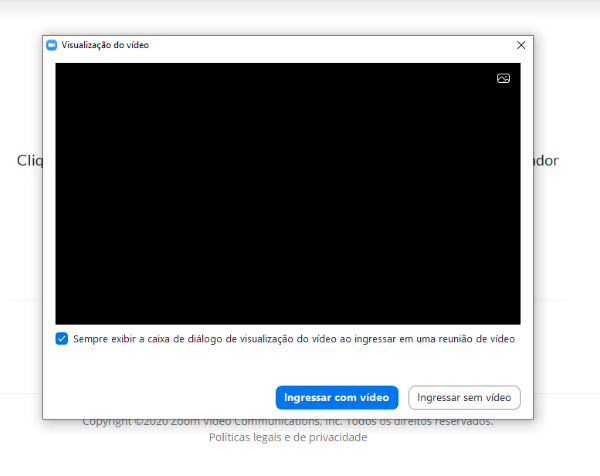 Visualização do vídeo
Cliq
ador
Sempre exibir a caixa de diálogo de visualização do vídeo ao ingressar em uma reunião de vídeo
Ingressar com vídeo
Ingressar sem vídeo
Copyright ©2020 Zoom Video Communications, Inc. Todos os direitos reservados.
Políticas legais e de privacidade